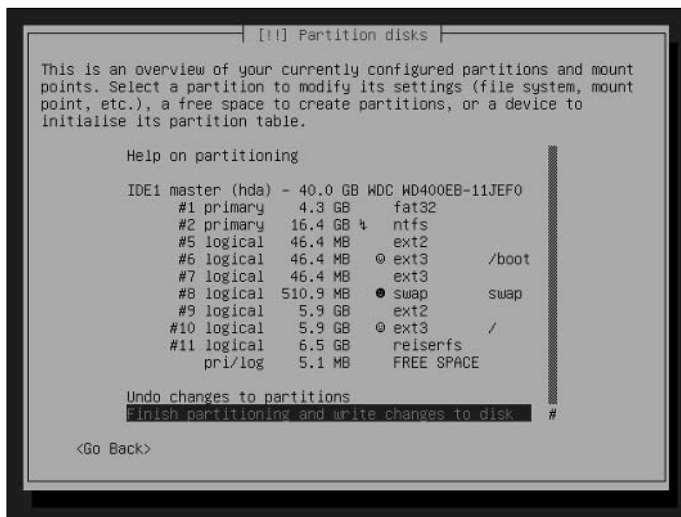 [!!] Partition disks
This is an overview of your currently configured partitions and mount
points. Select a partition to modify its settings (file system, mount
point, etc.), a free space to create partitions, or a device to
initialise its partition table.
Help on partitioning
IDE1 master (hda) - 40.0 GB WDC WD400EB-11JEF0
#1 primary 4.3 GB fat32
#2 primary 16.4 GB ↯ ntfs
#5 logical 46.4 MB ext2
#6 logical 46.4 MB ☺ ext3 /boot
#7 logical 46.4 MB ext3
#8 logical 510.9 MB ☻ swap swap
#9 logical 5.9 GB ext2
#10 logical 5.9 GB ☺ ext3 /
#11 logical 6.5 GB reiserfs
pri/log 5.1 MB FREE SPACE
Undo changes to partitions
Finish partitioning and write changes to disk #
<Go Back>